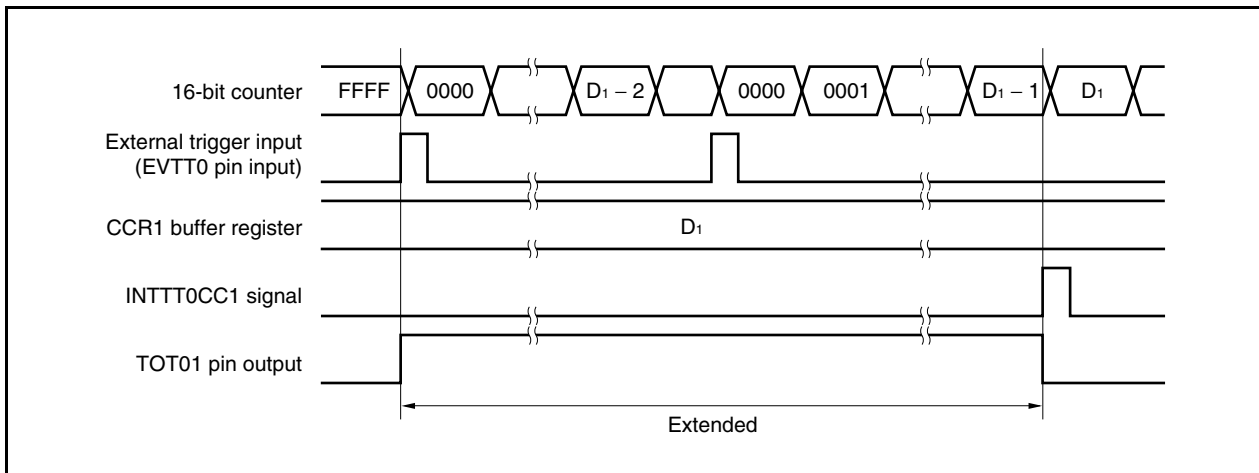 16-bit counter FFFF 0000 D₁ − 2 0000 0001 D₁ − 1 D₁
External trigger input
(EVTT0 pin input)
CCR1 buffer register D₁
INTTT0CC1 signal
TOT01 pin output
Extended